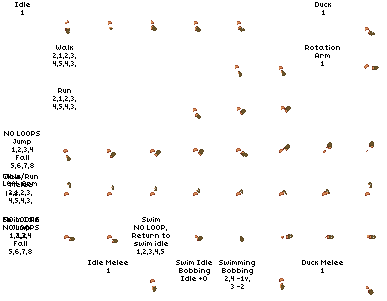 Idle
1
Duck
1
Walk
2,1,2,3,
4,5,4,3,
Rotation
Arm
1
Run
2,1,2,3,
4,5,4,3,
NO LOOPS
Jump
1,2,3,4
Fall
5,6,7,8
4,5,4,3,
NO LOOPS
Fall
5,6,7,8
Swim
NO LOOP,
Return to
swim idle
1,2,3,4,5
Swim Idle
Bobbing
Idle +0
Swimming
Bobbing
2,4 -1v,
3 -2
Idle Melee
1
Duck Melee
1